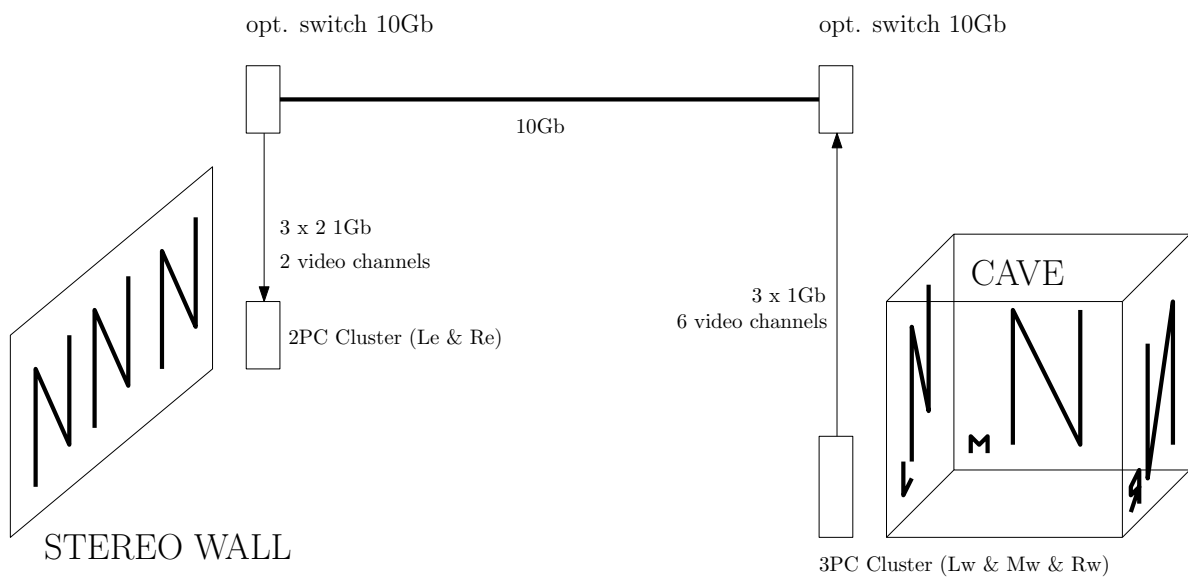 opt. switch 10Gb
opt. switch 10Gb
10Gb
3 x 2 1Gb
2 video channels
2PC Cluster (Le & Re)
N N N
STEREO WALL
3 x 1Gb
6 video channels
CAVE
N N N
L M R
3PC Cluster (Lw & Mw & Rw)